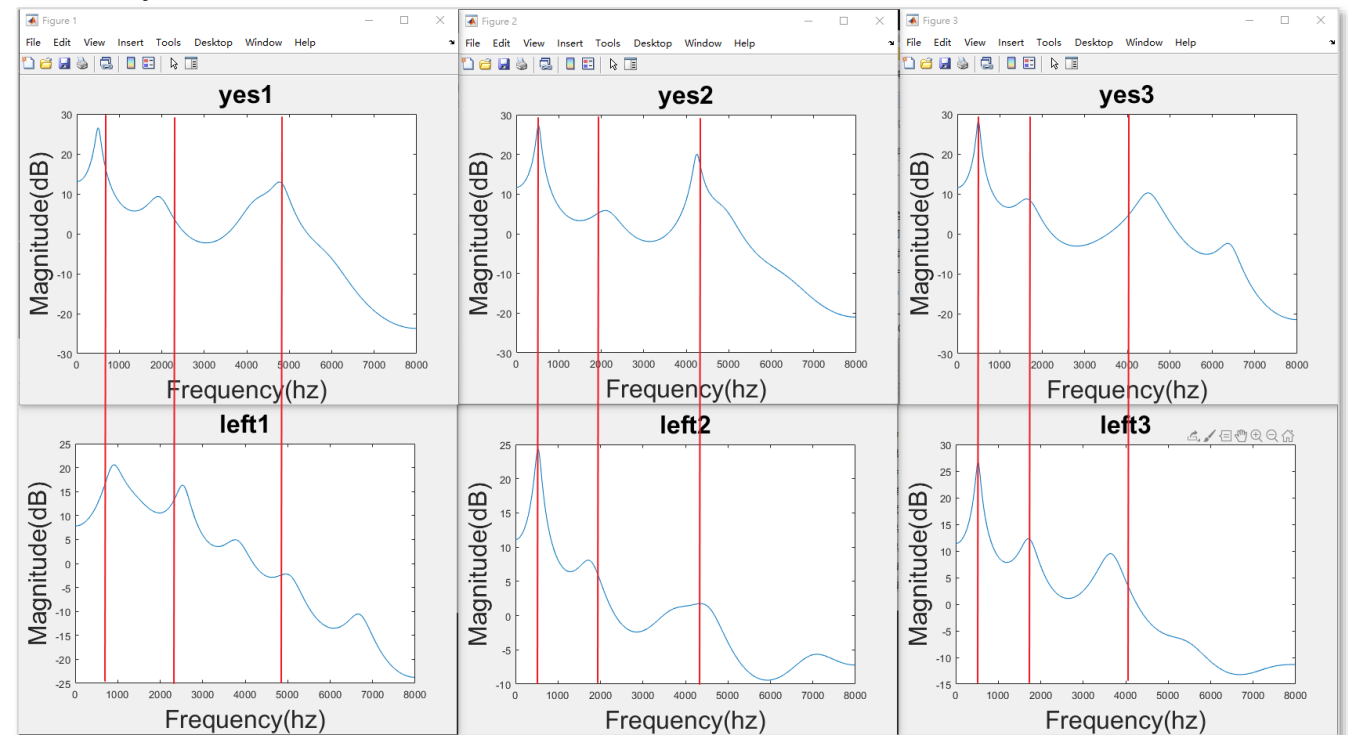 Figure 1
File Edit View Insert Tools Desktop Window Help
yes1
Magnitude(dB)
30
20
10
0
-10
-20
-30
0 1000 2000 3000 4000 5000 6000 7000 8000
Frequency(hz)
Figure 2
File Edit View Insert Tools Desktop Window Help
yes2
Magnitude(dB)
30
20
10
0
-10
-20
-30
0 1000 2000 3000 4000 5000 6000 7000 8000
Frequency(hz)
Figure 3
File Edit View Insert Tools Desktop Window Help
yes3
Magnitude(dB)
30
20
10
0
-10
-20
-30
0 1000 2000 3000 4000 5000 6000 7000 8000
Frequency(hz)
left1
Magnitude(dB)
25
20
15
10
5
0
-5
-10
-15
-20
-25
0 1000 2000 3000 4000 5000 6000 7000 8000
Frequency(hz)
left2
Magnitude(dB)
25
20
15
10
5
0
-5
-10
0 1000 2000 3000 4000 5000 6000 7000 8000
Frequency(hz)
left3
Magnitude(dB)
30
25
20
15
10
5
0
-5
-10
-15
0 1000 2000 3000 4000 5000 6000 7000 8000
Frequency(hz)